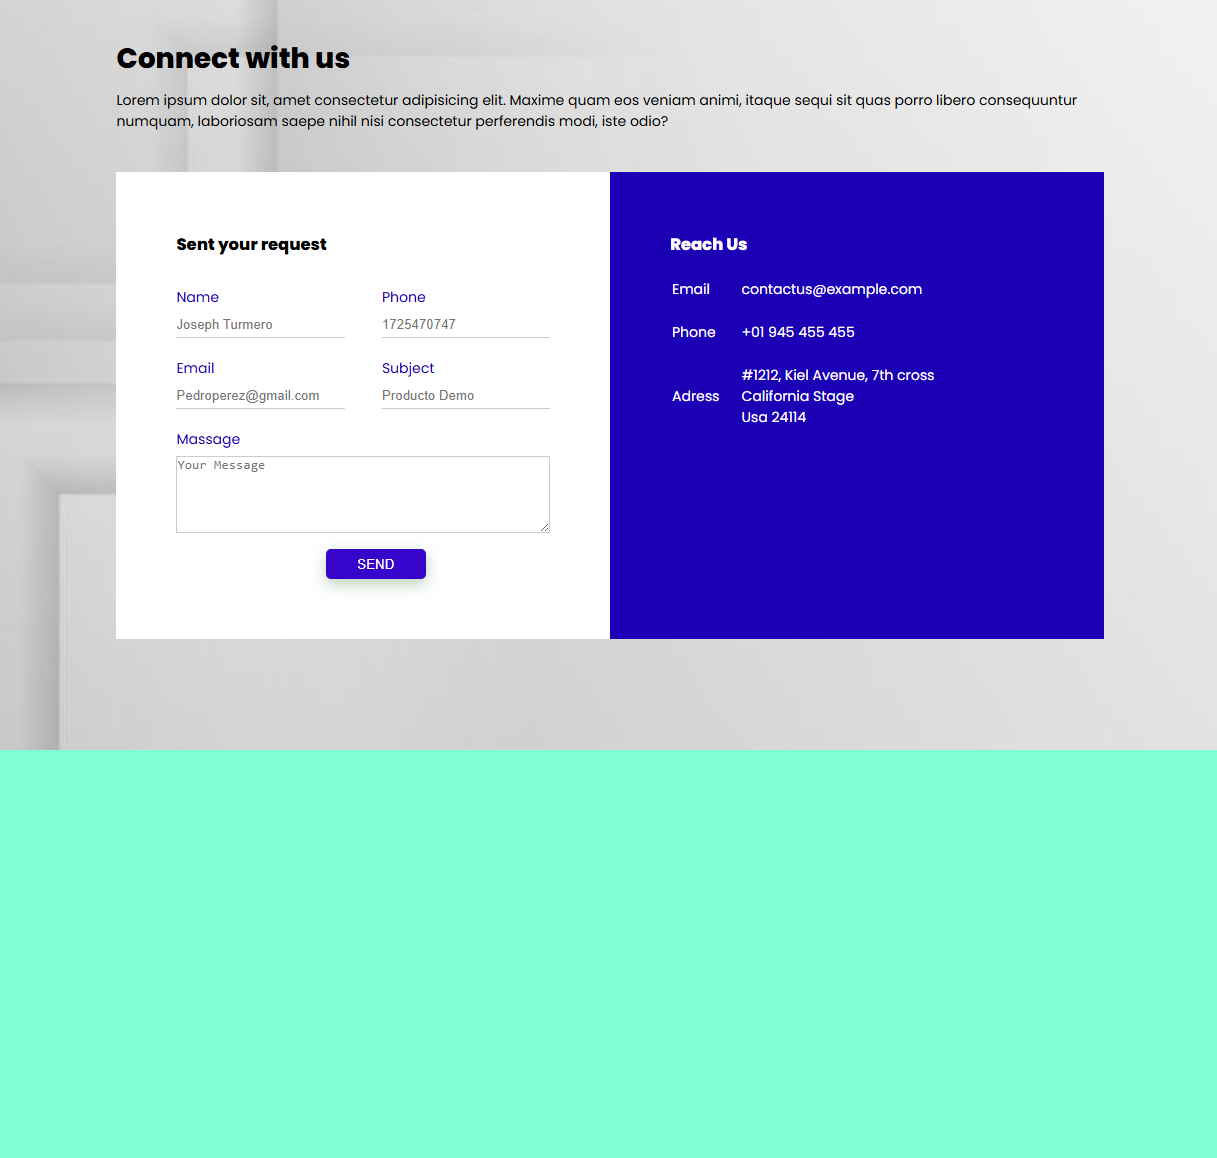 Connect with us
Lorem ipsum dolor sit, amet consectetur adipisicing elit. Maxime quam eos veniam animi, itaque sequi sit quas porro libero consequuntur
numquam, laboriosam saepe nihil nisi consectetur perferendis modi, iste odio?
Sent your request
Name
Phone
Joseph Turmero
1725470747
Email
Subject
Pedroperez@gmail.com
Producto Demo
Massage
Your Message
SEND
Reach Us
Email contactus@example.com
Phone +01 945 455 455
#1212, Kiel Avenue, 7th cross
Adress California Stage
Usa 24114